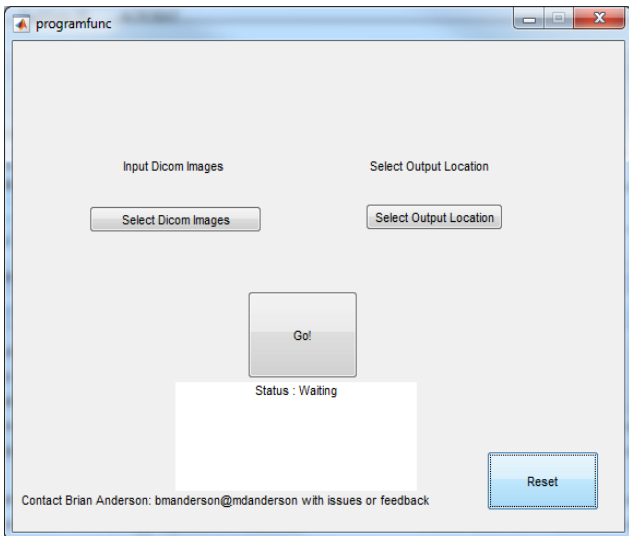 programfunc
Input Dicom Images
Select Output Location
Select Dicom Images
Select Output Location
Go!
Status : Waiting
Reset
Contact Brian Anderson: bmanderson@mdanderson with issues or feedback